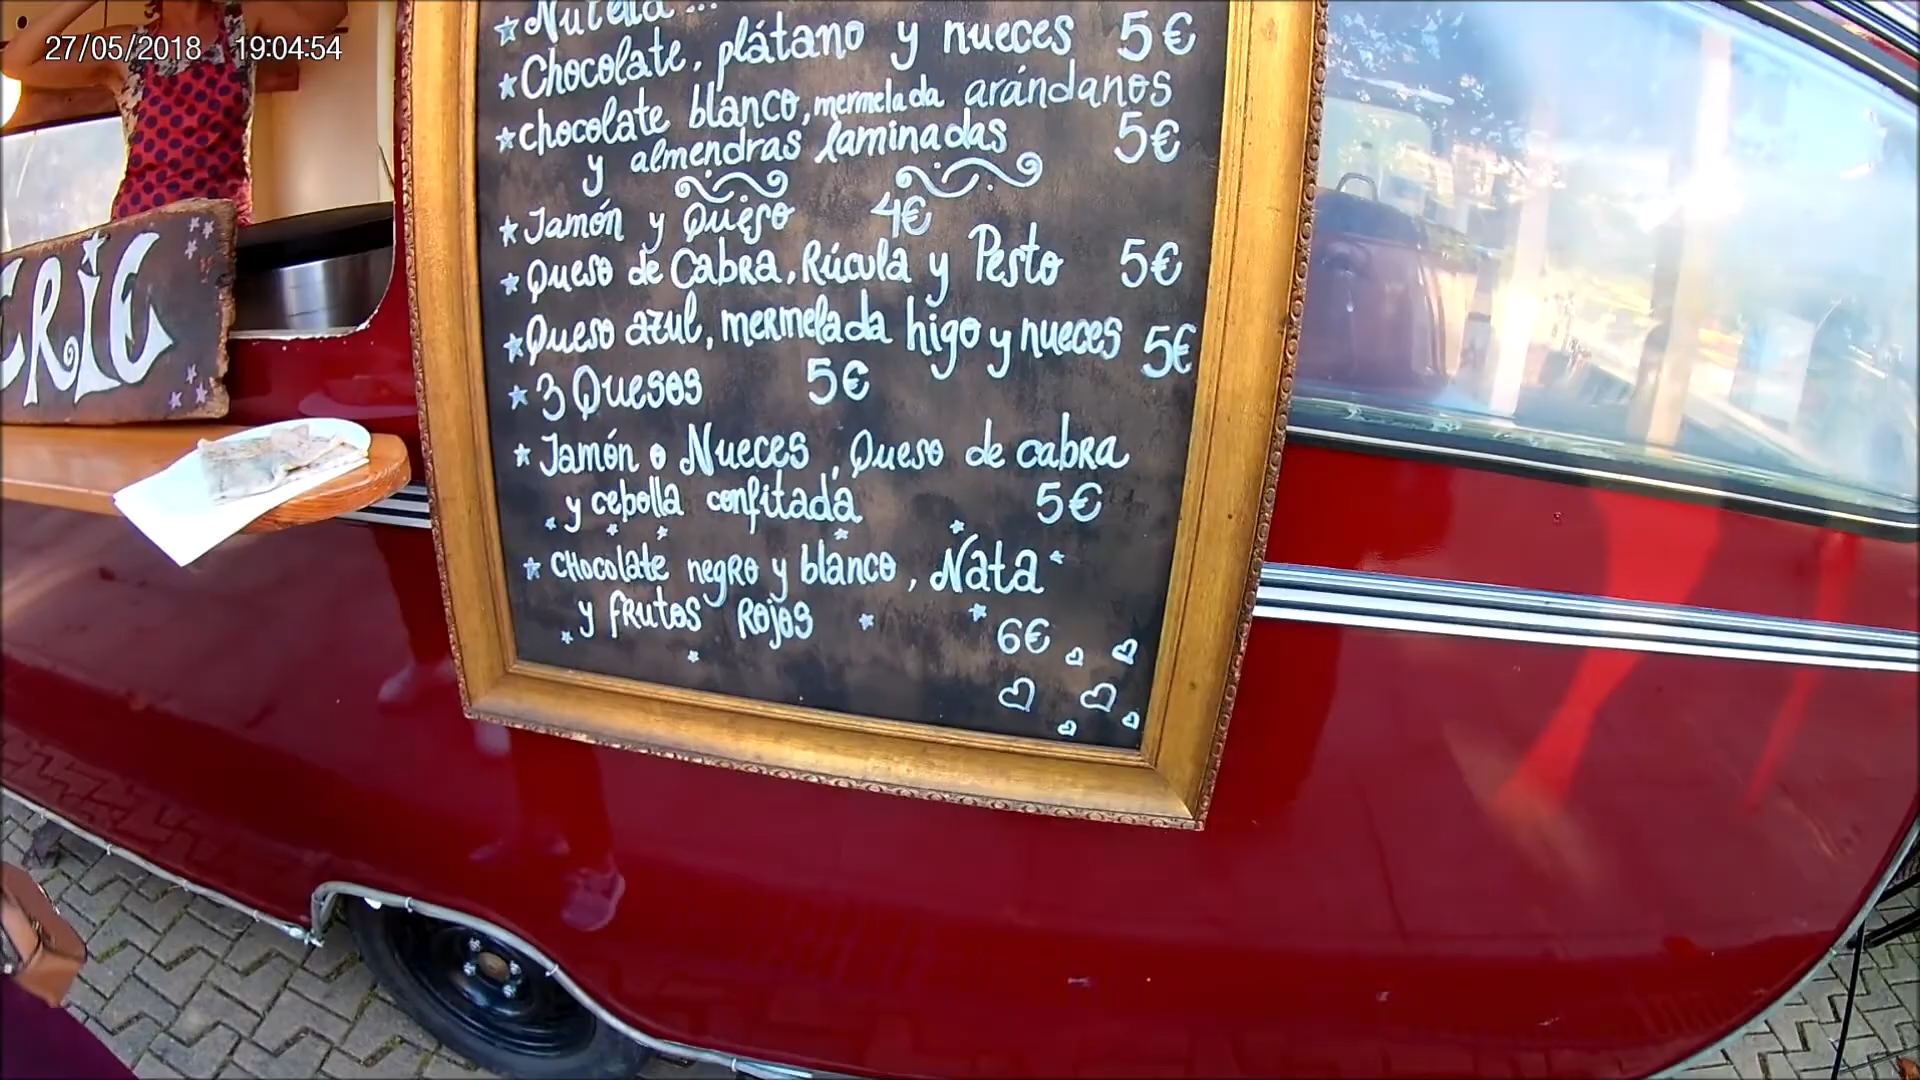 27/05/2018 19:04:54
* Nutella...
* Chocolate, plátano y nueces 5€
* chocolate blanco, mermelada arándanos
y almendras laminadas 5€
* Jamón y Queso 4€
* Queso de Cabra, Rúcula y Pesto 5€
* Queso azul, mermelada higo y nueces 5€
* 3 Quesos 5€
* Jamón o Nueces, Queso de cabra
y cebolla confitada 5€
* CHocolate negro y blanco, Nata
y fRutos Rojos 6€